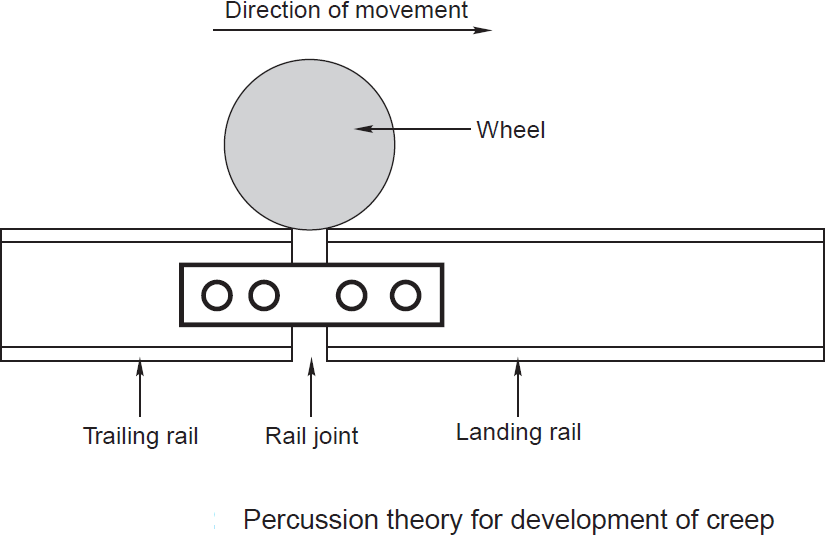 Direction of movement
Wheel
Trailing rail
Rail joint
Landing rail
Percussion theory for development of creep